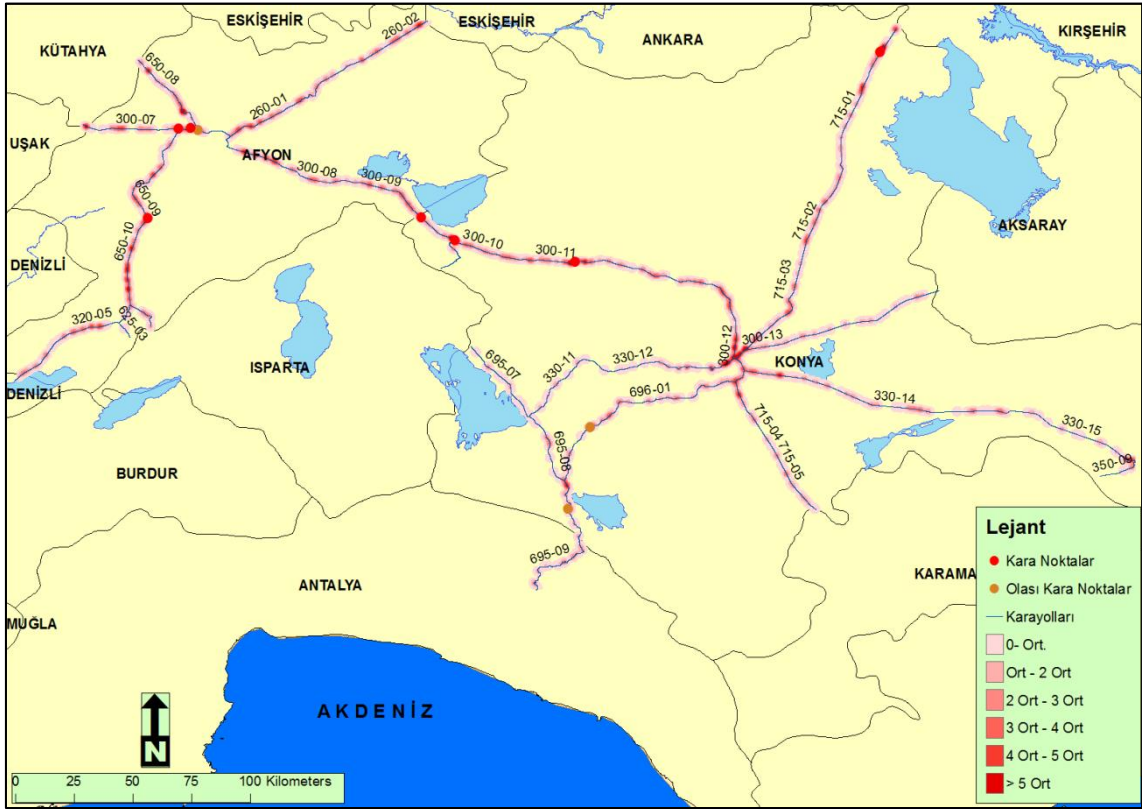 ESKİŞEHİR
ESKİŞEHİR
KIRŞEHİR
KÜTAHYA
ANKARA
260-02
650-08
260-01
715-01
300-07
UŞAK
AFYON
300-08
300-09
650-09
715-02
AKSARAY
650-10
300-10
300-11
DENİZLİ
715-03
320-05
625-03
300-12
300-13
ISPARTA
695-07
330-11
330-12
KONYA
DENİZLİ
696-01
330-14
330-15
715-04
715-05
695-08
350-09
BURDUR
695-09
ANTALYA
KARAMA
MUĞLA
AKDENİZ
N
0 25 50 75 100 Kilometers
Lejant
Kara Noktalar
Olası Kara Noktalar
Karayolları
0- Ort.
Ort - 2 Ort
2 Ort - 3 Ort
3 Ort - 4 Ort
4 Ort - 5 Ort
> 5 Ort